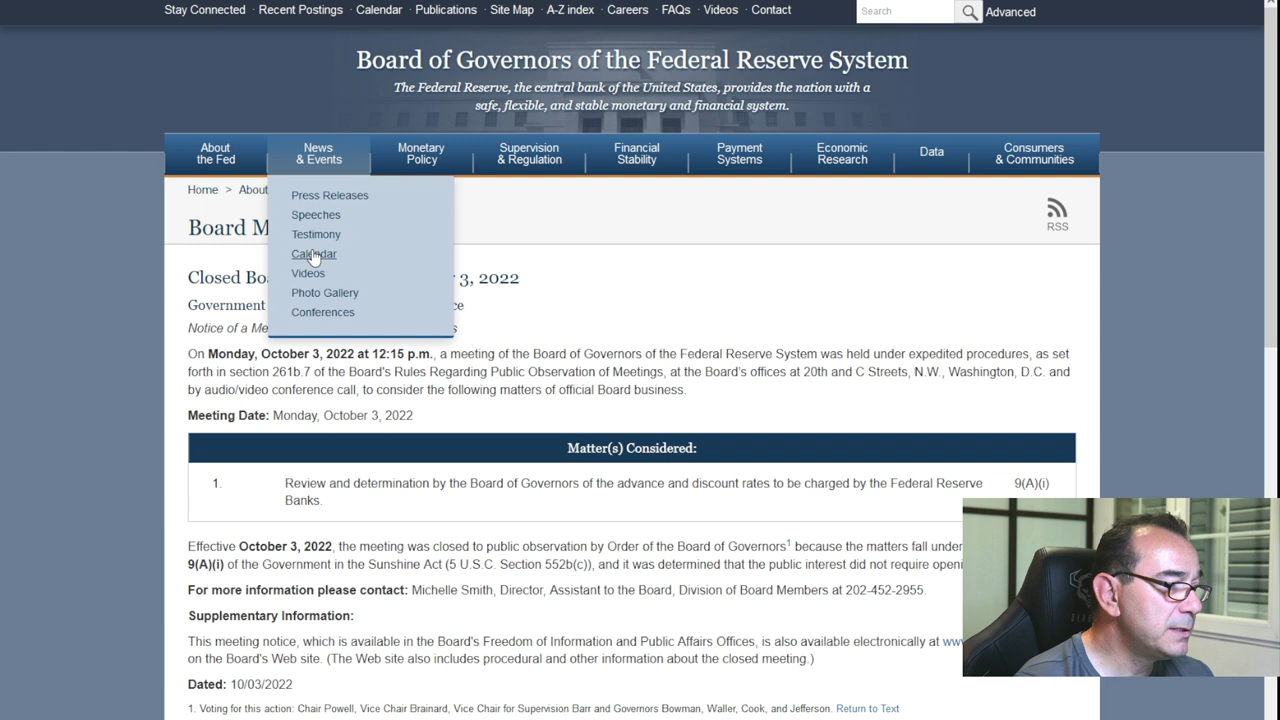 Stay Connected Recent Postings Calendar Publications Site Map A-Z index Careers FAQs Videos Contact
Search
Advanced
Board of Governors of the Federal Reserve System
The Federal Reserve, the central bank of the United States, provides the nation with a
safe, flexible, and stable monetary and financial system.
About
the Fed
News
& Events
Monetary
Policy
Supervision
& Regulation
Financial
Stability
Payment
Systems
Economic
Research
Data
Consumers
& Communities
Home > About
Press Releases
Speeches
Testimony
Calendar
Videos
Photo Gallery
Conferences
RSS
Board M
Closed Bo
r 3, 2022
Government
ce
Notice of a Me
s
On Monday, October 3, 2022 at 12:15 p.m., a meeting of the Board of Governors of the Federal Reserve System was held under expedited procedures, as set
forth in section 261b.7 of the Board's Rules Regarding Public Observation of Meetings, at the Board's offices at 20th and C Streets, N.W., Washington, D.C. and
by audio/video conference call, to consider the following matters of official Board business.
Meeting Date: Monday, October 3, 2022
Matter(s) Considered:
1. Review and determination by the Board of Governors of the advance and discount rates to be charged by the Federal Reserve 9(A)(i)
Banks.
Effective October 3, 2022, the meeting was closed to public observation by Order of the Board of Governors1 because the matters fall under
9(A)(i) of the Government in the Sunshine Act (5 U.S.C. Section 552b(c)), and it was determined that the public interest did not require openi
For more information please contact: Michelle Smith, Director, Assistant to the Board, Division of Board Members at 202-452-2955.
Supplementary Information:
This meeting notice, which is available in the Board's Freedom of Information and Public Affairs Offices, is also available electronically at www
on the Board's Web site. (The Web site also includes procedural and other information about the closed meeting.)
Dated: 10/03/2022
1. Voting for this action: Chair Powell, Vice Chair Brainard, Vice Chair for Supervision Barr and Governors Bowman, Waller, Cook, and Jefferson. Return to Text